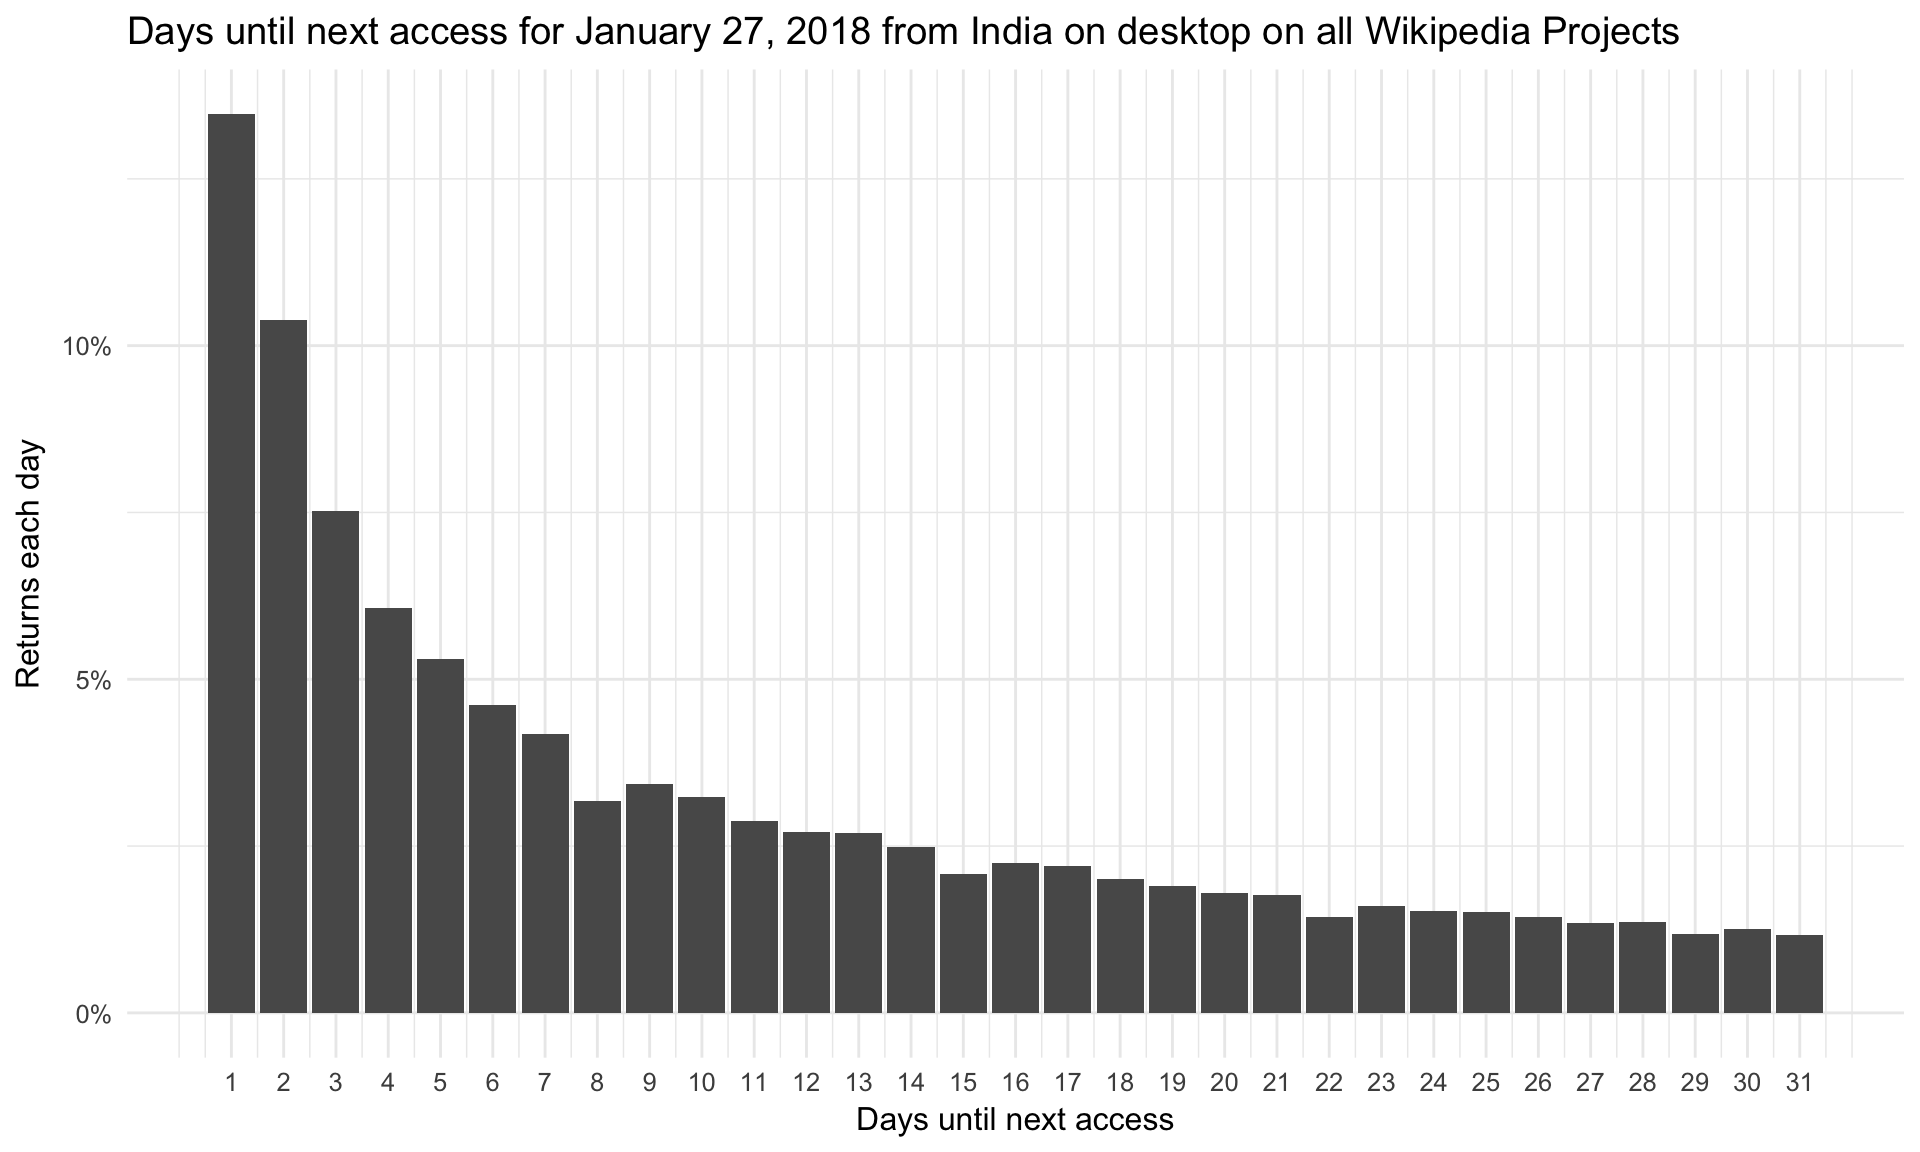 Days until next access for January 27, 2018 from India on desktop on all Wikipedia Projects
Returns each day
10%
5%
0%
1 2 3 4 5 6 7 8 9 10 11 12 13 14 15 16 17 18 19 20 21 22 23 24 25 26 27 28 29 30 31
Days until next access